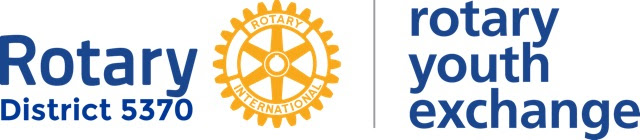 Rotary
District 5370
ROTARY
INTERNATIONAL
rotary
youth
exchange